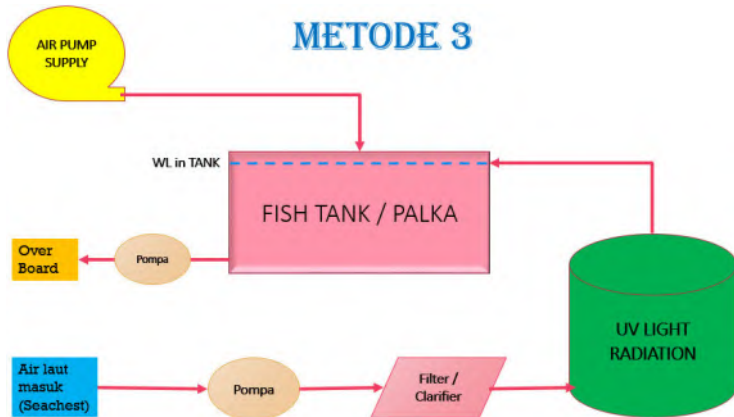 METODE 3
AIR PUMP
SUPPLY
WL in TANK
FISH TANK / PALKA
Over
Board
Pompa
UV LIGHT
RADIATION
Air laut
masuk
(Seachest)
Pompa
Filter /
Clarifier